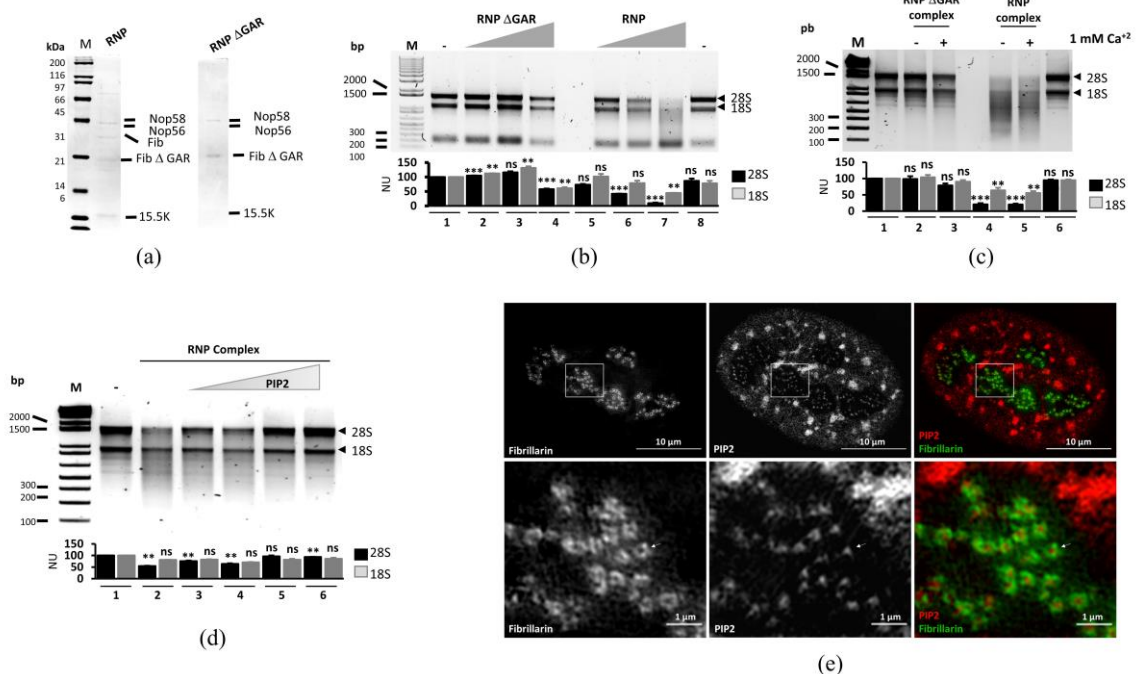 kDa
M
RNP
RNP ΔGAR
200
116
97
66
45
31
21
14
6
Nop58
Nop56
Fib
Fib Δ GAR
15.5K
Nop58
Nop56
Fib Δ GAR
15.5K
(a)
RNP ΔGAR
RNP
bp
M
-
-
2000
1500
300
200
100
28S
18S
NU
150
100
50
0
*** ** ns ** *** ** ns ns *** ns *** ** ns ns
28S
18S
1 2 3 4 5 6 7 8
(b)
RNP ΔGAR
complex
RNP
complex
pb
M
- + - +
1 mM Ca+2
2000
1500
300
200
100
28S
18S
NU
150
100
50
0
ns ns ns ns *** ** *** ** ns ns
28S
18S
1 2 3 4 5 6
(c)
RNP Complex
bp
M
-
PIP2
2000
1500
300
200
100
28S
18S
NU
150
100
50
0
** ns ** ns ** ns ns ns ** ns
28S
18S
1 2 3 4 5 6
(d)
Fibrillarin
10 μm
PIP2
10 μm
PIP2
Fibrillarin
10 μm
Fibrillarin
1 μm
PIP2
1 μm
PIP2
Fibrillarin
1 μm
(e)